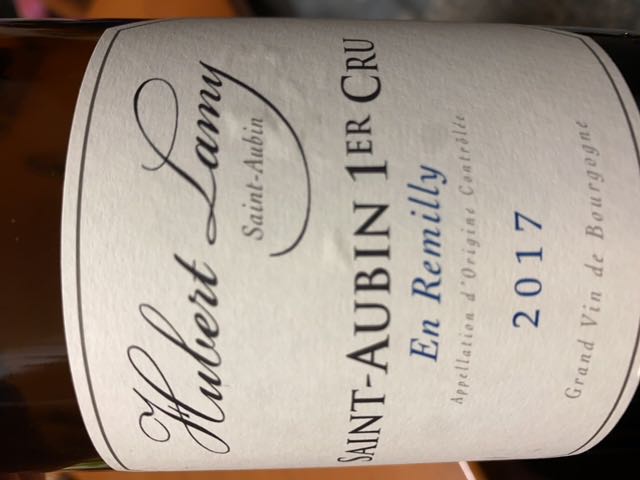 Hubert Lamy
Saint-Aubin
SAINT-AUBIN 1ER CRU
En Remilly
Appellation d'Origine Contrôlée
2017
Grand Vin de Bourgogne